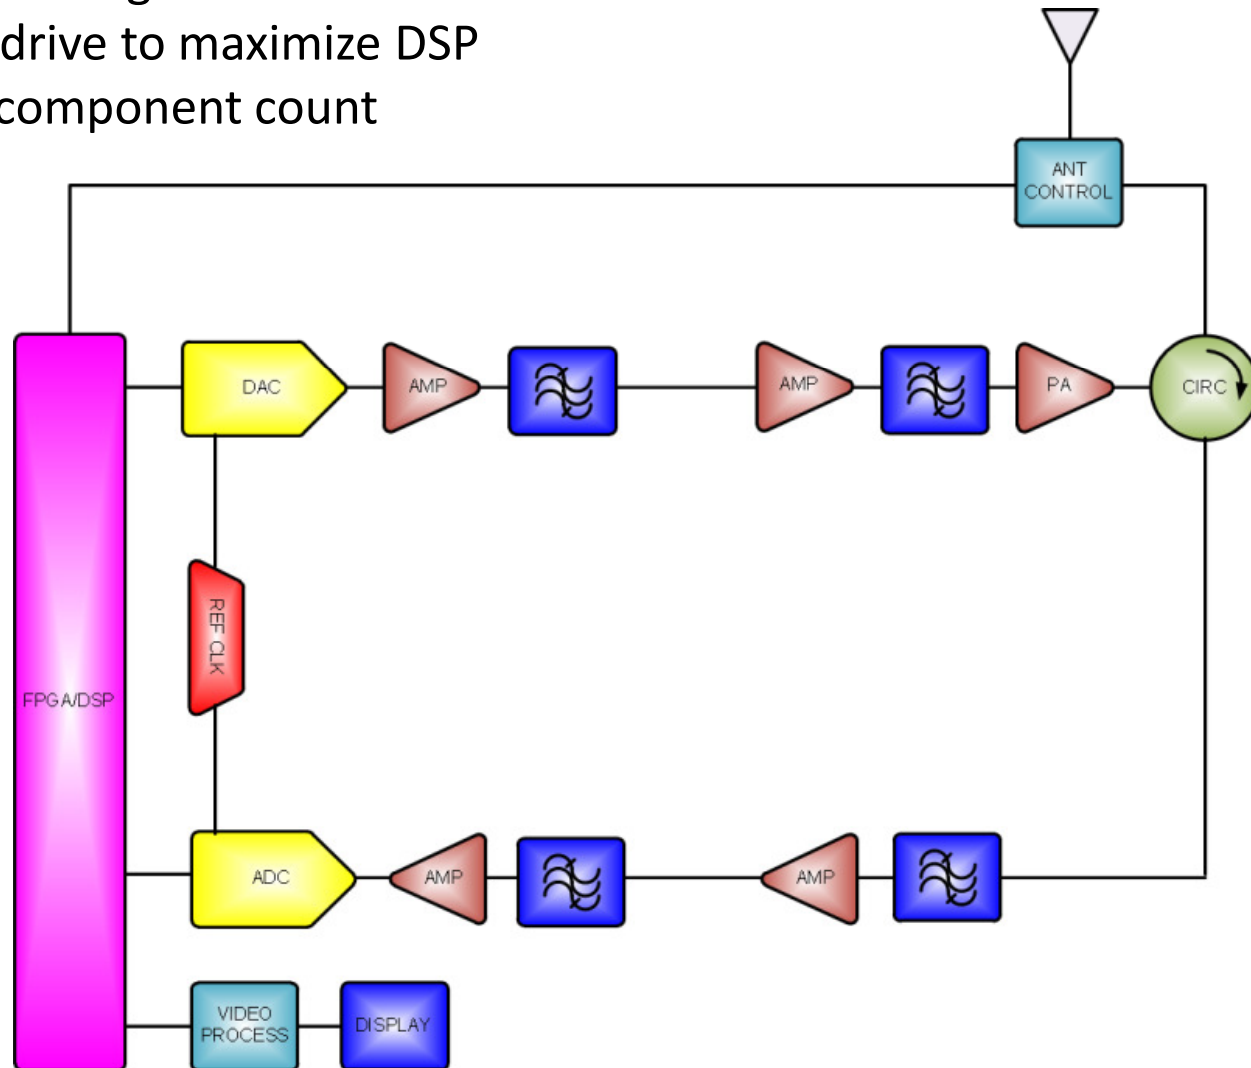 drive to maximize DSP
component count
ANT
CONTROL
DAC
AMP
AMP
PA
CIRC
REF CLK
FPGA/DSP
ADC
AMP
AMP
VIDEO
PROCESS
DISPLAY